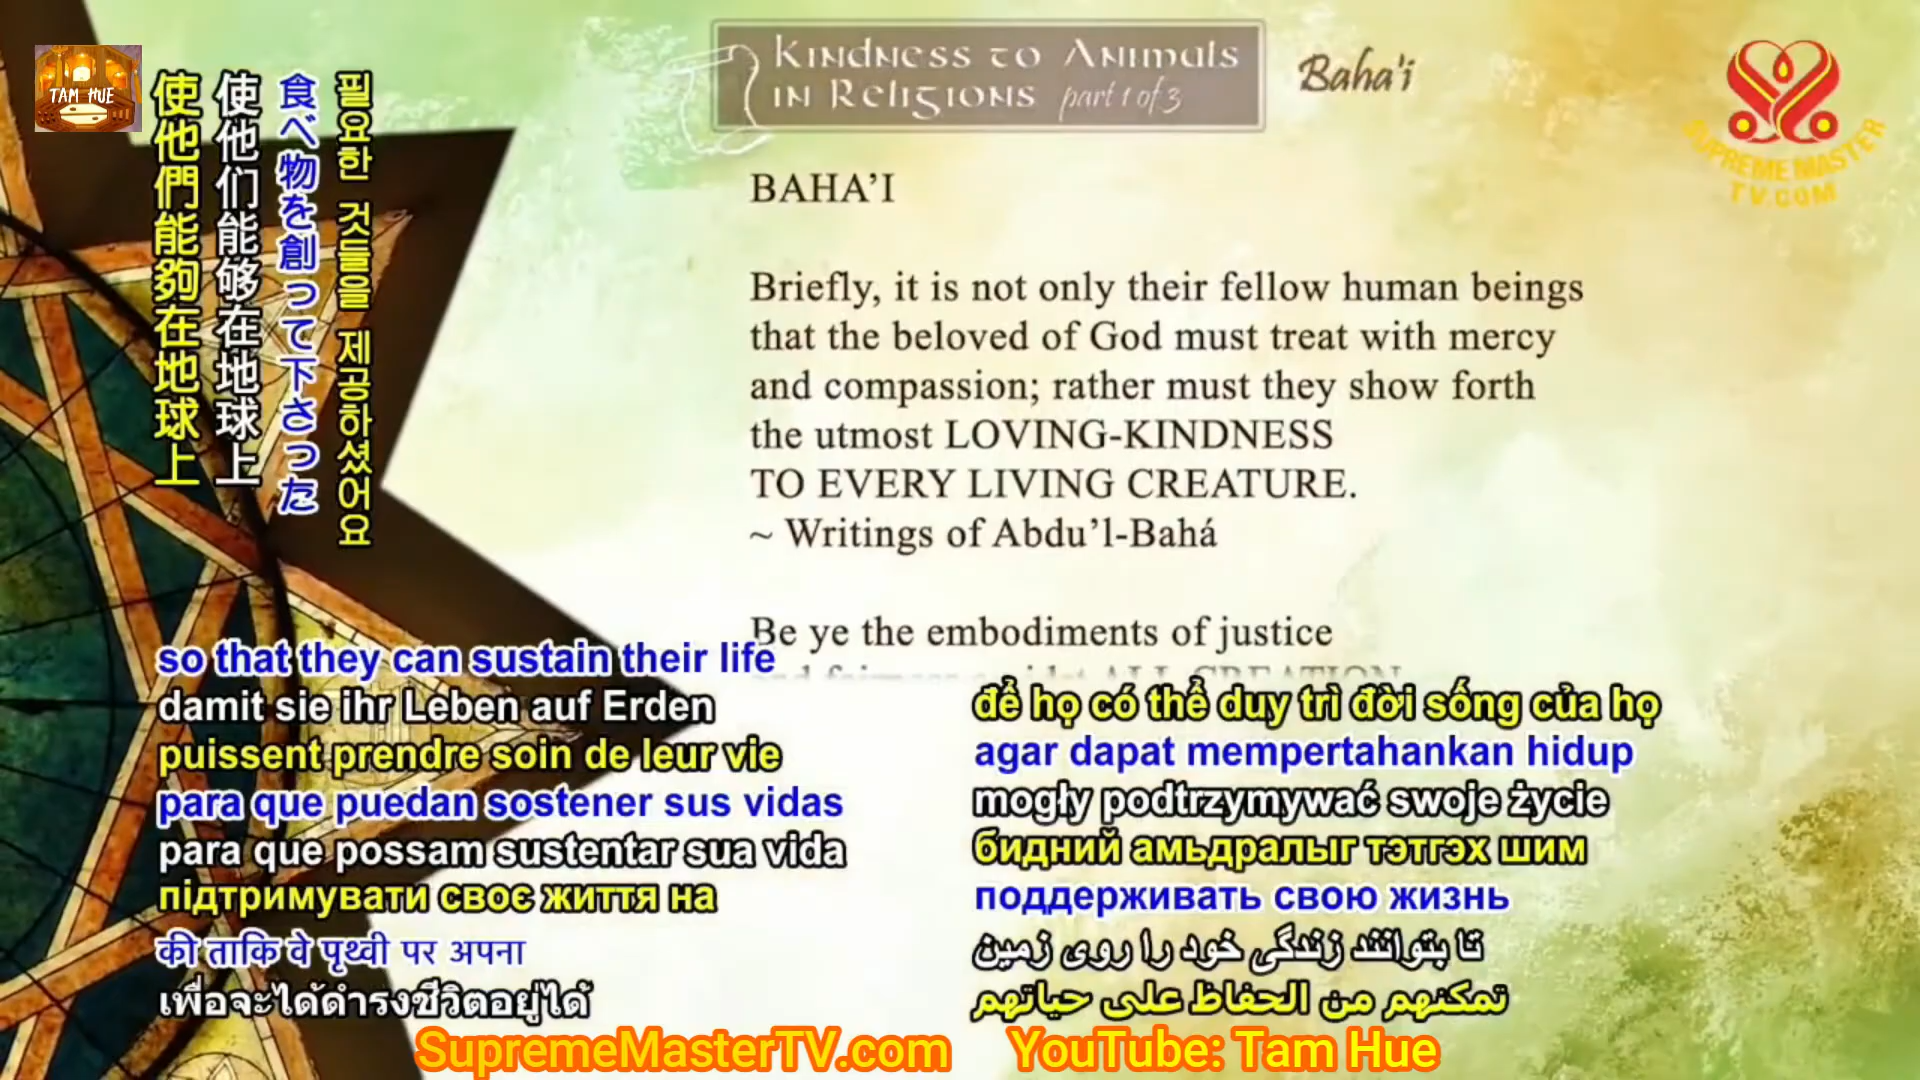 TAM HUE
使他們能夠在地球上
使他们能够在地球上
食べ物を創って下さった
필요한 것들을 제공하셨어요
Kindness to Animals
in Religions part 1 of 3
Baha'i
SUPREME MASTER
TV.COM
BAHA’I
Briefly, it is not only their fellow human beings
that the beloved of God must treat with mercy
and compassion; rather must they show forth
the utmost LOVING-KINDNESS
TO EVERY LIVING CREATURE.
~ Writings of Abdu’l-Bahá
Be ye the embodiments of justice
and fairness amidst ALL CREATION
so that they can sustain their life
damit sie ihr Leben auf Erden
puissent prendre soin de leur vie
para que puedan sostener sus vidas
para que possam sustentar sua vida
підтримувати своє життя на
की ताकि वे पृथ्वी पर अपना
เพื่อจะได้ดำรงชีวิตอยู่ได้
để họ có thể duy trì đời sống của họ
agar dapat mempertahankan hidup
mogły podtrzymywać swoje życie
бидний амьдралыг тэтгэх шим
поддерживать свою жизнь
تا بتوانند زندگی خود را روی زمین
تمكنهم من الحفاظ على حياتهم
SupremeMasterTV.com
YouTube: Tam Hue